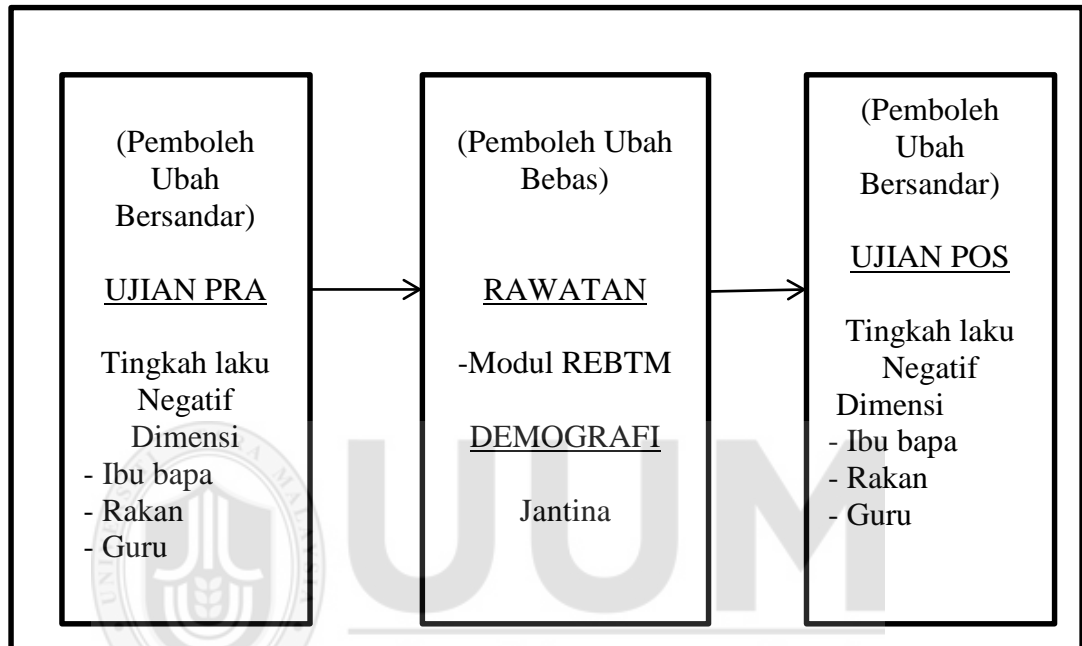 (Pemboleh
Ubah
Bersandar)
UJIAN PRA
Tingkah laku
Negatif
Dimensi
- Ibu bapa
- Rakan
- Guru
(Pemboleh Ubah
Bebas)
RAWATAN
-Modul REBTM
DEMOGRAFI
Jantina
(Pemboleh
Ubah
Bersandar)
UJIAN POS
Tingkah laku
Negatif
Dimensi
- Ibu bapa
- Rakan
- Guru
UUM